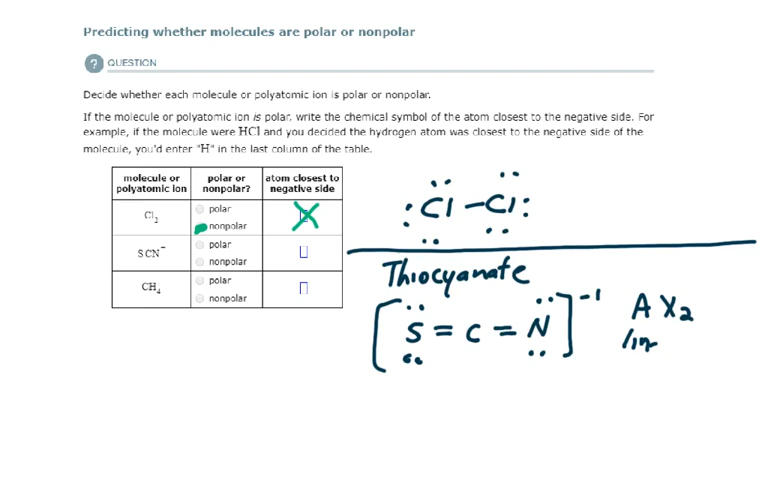 Predicting whether molecules are polar or nonpolar
? QUESTION
Decide whether each molecule or polyatomic ion is polar or nonpolar.
If the molecule or polyatomic ion is polar, write the chemical symbol of the atom closest to the negative side. For
example, if the molecule were HCl and you decided the hydrogen atom was closest to the negative side of the
molecule, you'd enter "H" in the last column of the table.
molecule or polyatomic ion
polar or nonpolar?
atom closest to negative side
Cl₂
polar
nonpolar
SCN⁻
polar
nonpolar
CH₄
polar
nonpolar
:Cl–Cl:
Thiocyanate
[S=C=N]⁻¹ AX₂
lin